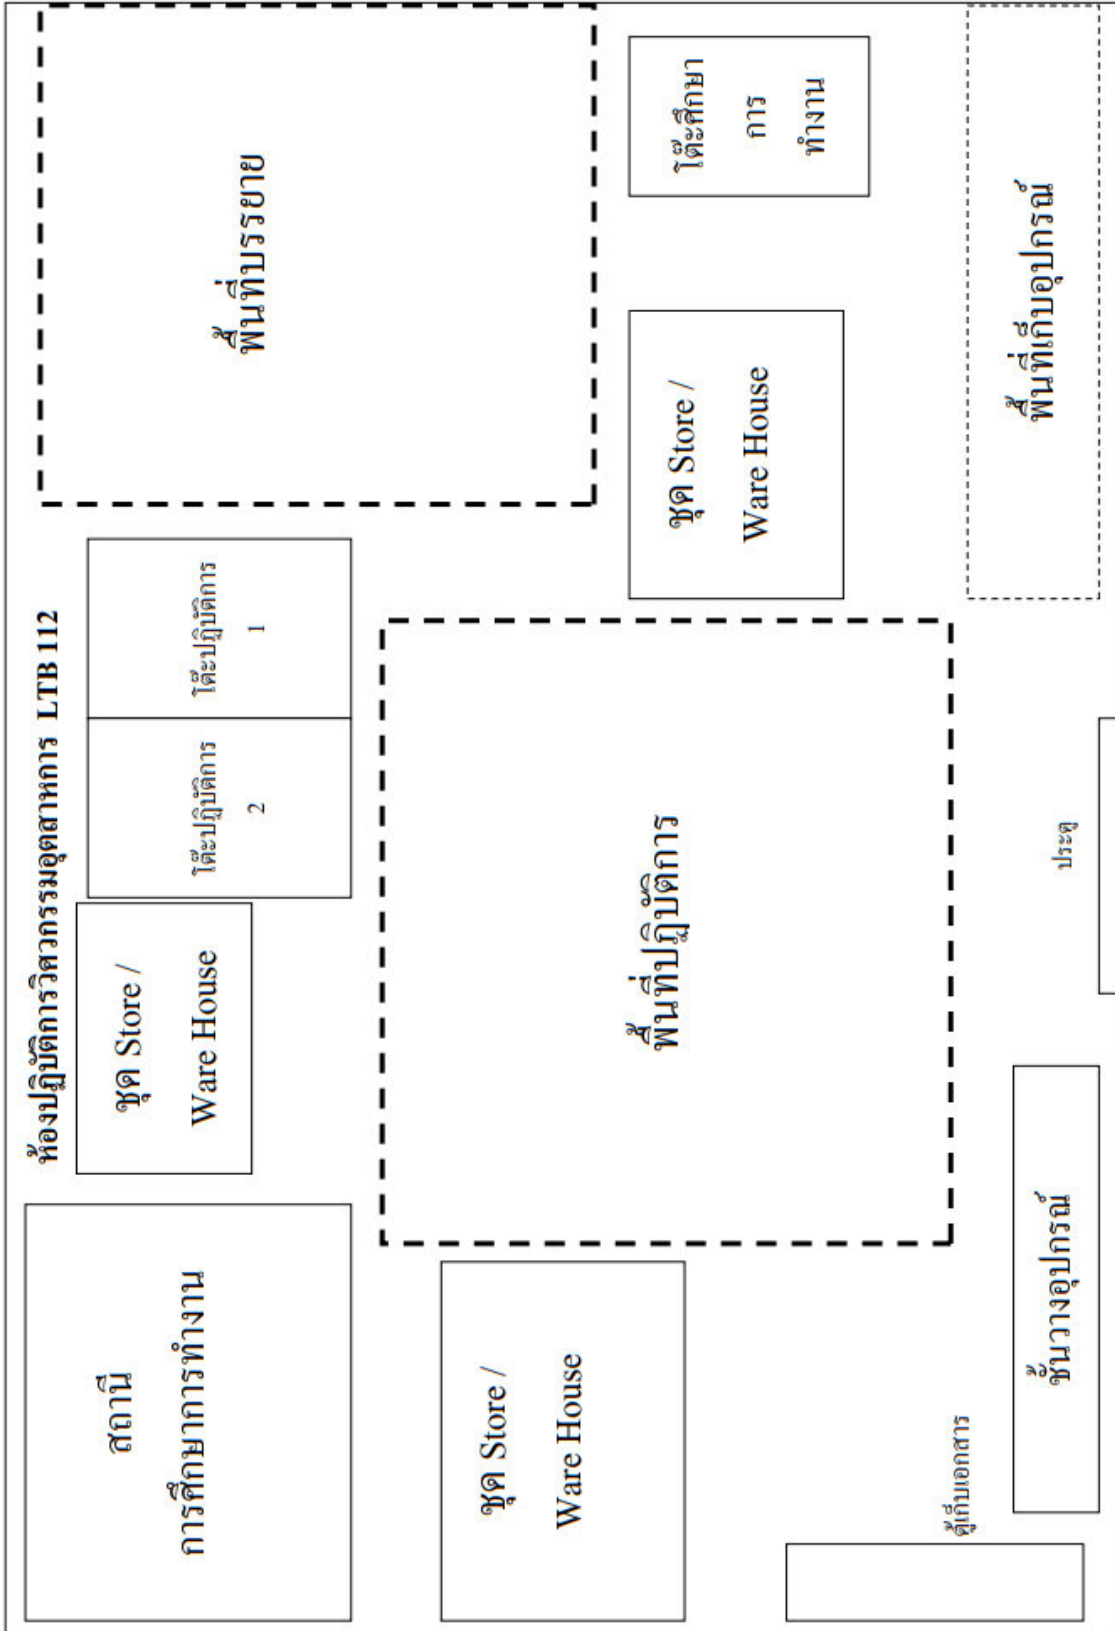 ห้องปฏิบัติการวิศวกรรมอุตสาหการ LTB 112
สถานี
การศึกษาการทำงาน
ชุด Store /
Ware House
โต๊ะปฏิบัติการ
2
โต๊ะปฏิบัติการ
1
พื้นที่บรรยาย
ชุด Store /
Ware House
พื้นที่ปฏิบัติการ
ชุด Store /
Ware House
โต๊ะศึกษา
การ
ทำงาน
ตู้เก็บเอกสาร
ชั้นวางอุปกรณ์
ประตู
พื้นที่เก็บอุปกรณ์